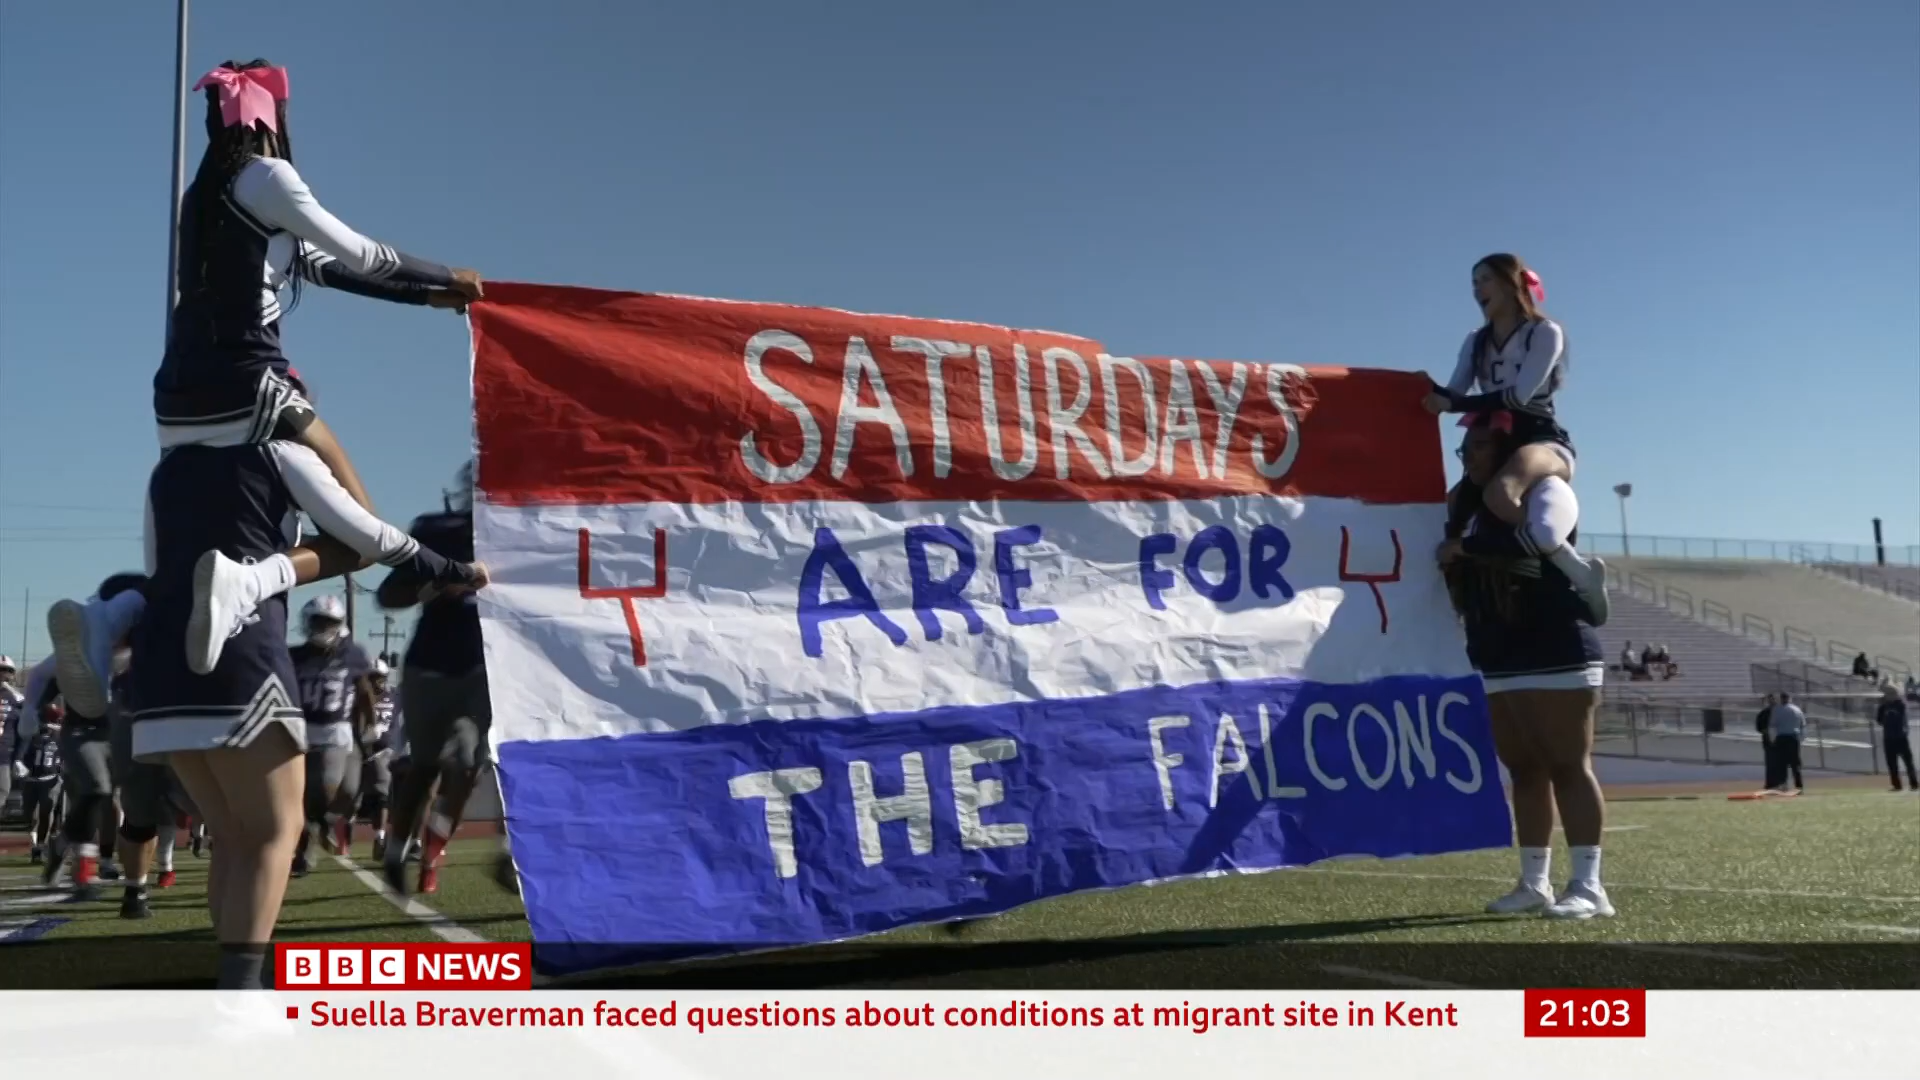 SATURDAY'S
ARE FOR
THE FALCONS
C
43
BBC NEWS
Suella Braverman faced questions about conditions at migrant site in Kent
21:03